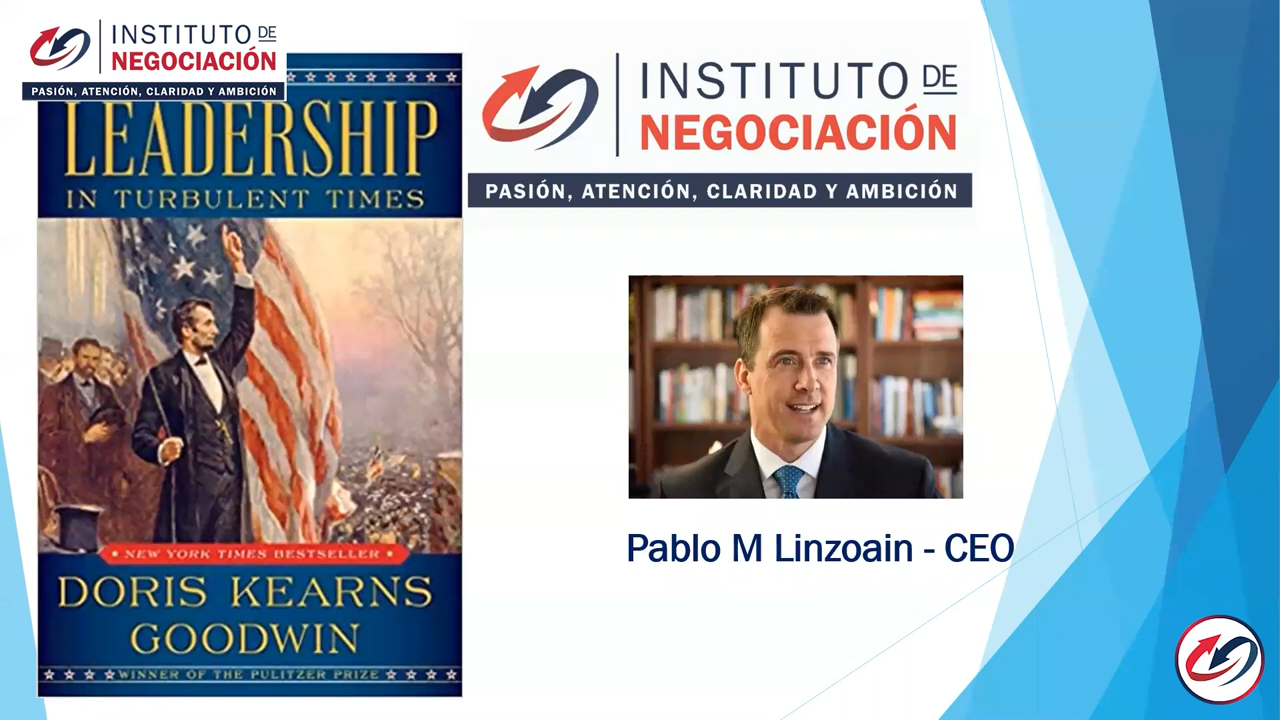 INSTITUTO DE
NEGOCIACIÓN
PASIÓN, ATENCIÓN, CLARIDAD Y AMBICIÓN
LEADERSHIP
IN TURBULENT TIMES
★ NEW YORK TIMES BESTSELLER ★
DORIS KEARNS
GOODWIN
WINNER OF THE PULITZER PRIZE
INSTITUTO DE
NEGOCIACIÓN
PASIÓN, ATENCIÓN, CLARIDAD Y AMBICIÓN
Pablo M Linzoain - CEO